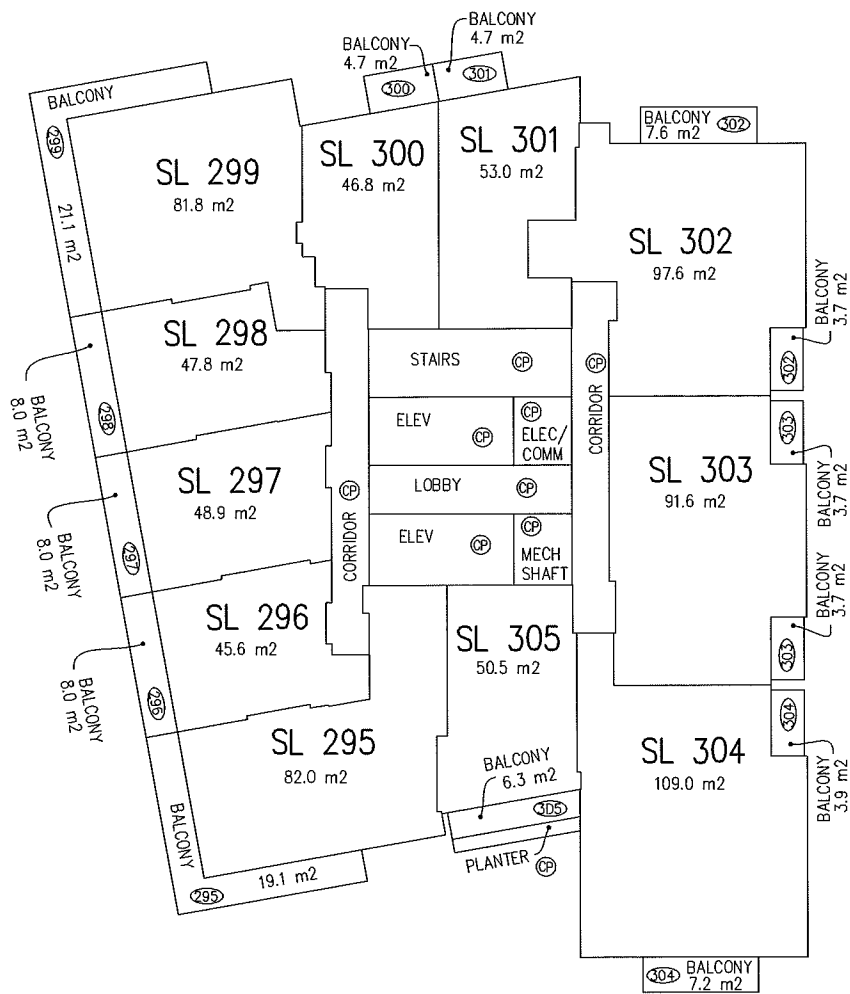 BALCONY
4.7 m2
BALCONY
4.7 m2
300
301
BALCONY
299
21.1 m2
SL 299
81.8 m2
SL 300
46.8 m2
SL 301
53.0 m2
BALCONY
7.6 m2
302
SL 302
97.6 m2
BALCONY
3.7 m2
302
SL 298
47.8 m2
BALCONY
8.0 m2
298
STAIRS
CP
CORRIDOR
CP
ELEV
CP
CP
ELEC/
COMM
303
BALCONY
3.7 m2
SL 303
91.6 m2
SL 297
48.9 m2
BALCONY
8.0 m2
297
CP
CORRIDOR
LOBBY
CP
ELEV
CP
CP
MECH
SHAFT
BALCONY
3.7 m2
303
SL 296
45.6 m2
BALCONY
8.0 m2
296
SL 305
50.5 m2
304
BALCONY
3.9 m2
SL 295
82.0 m2
SL 304
109.0 m2
BALCONY
6.3 m2
3D5
PLANTER
CP
BALCONY
295
19.1 m2
304
BALCONY
7.2 m2